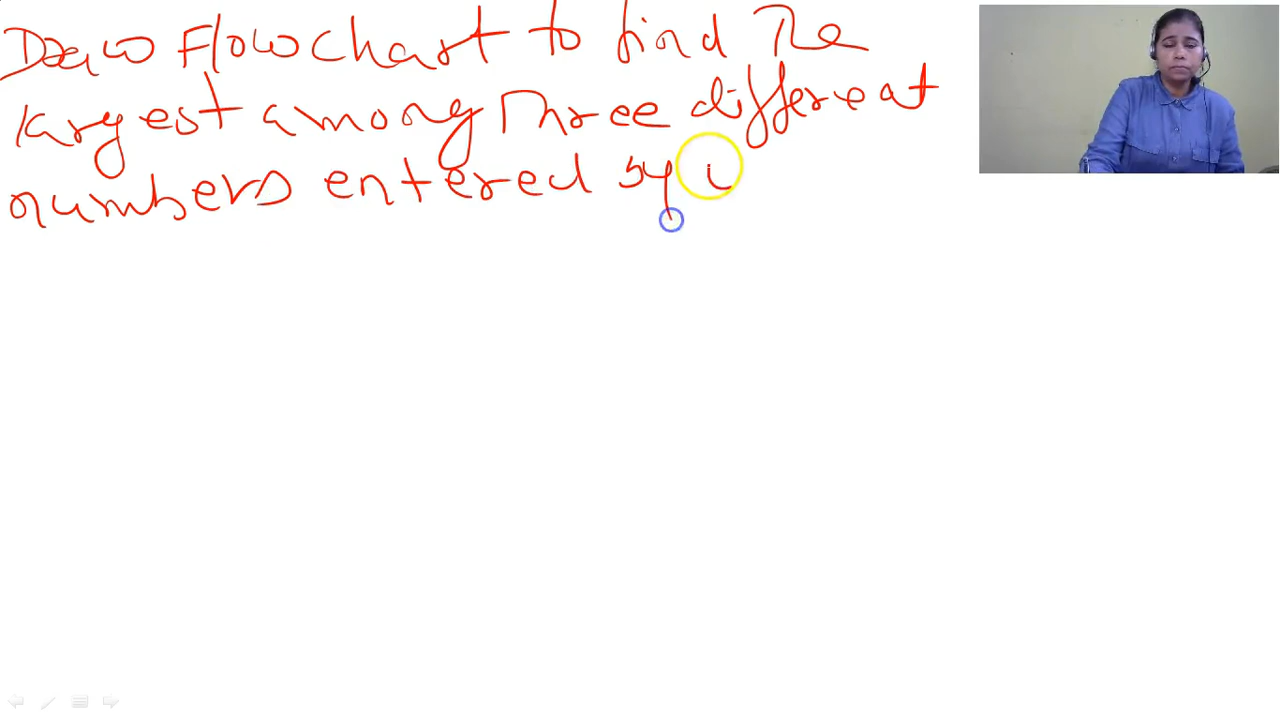 Draw Flowchart to find The
largest among Three different
numbers entered by u